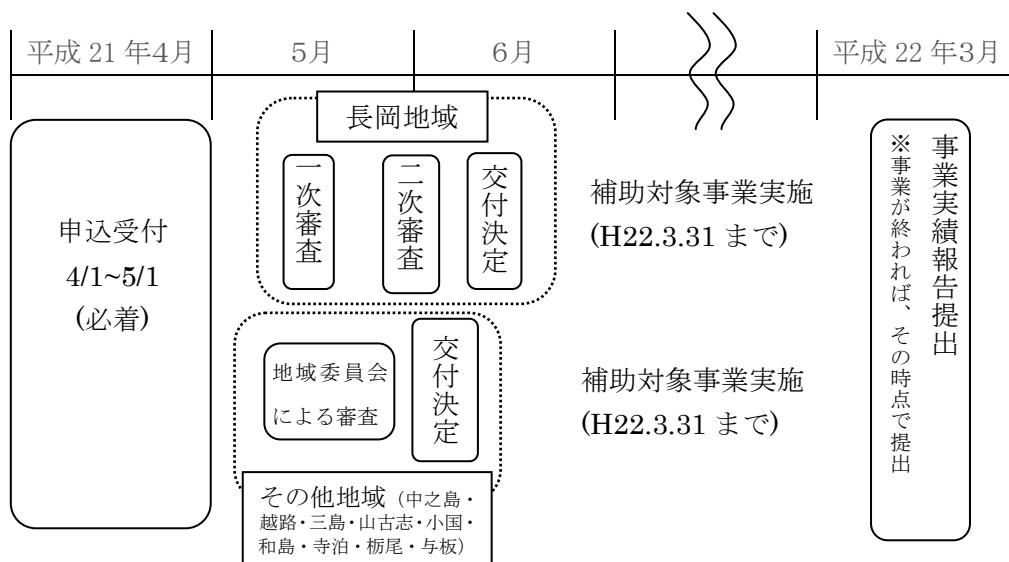 平成 21 年4月
5月
6月
平成 22 年3月
申込受付
4/1~5/1
(必着)
長岡地域
一次審査
二次審査
交付決定
補助対象事業実施
(H22.3.31 まで)
地域委員会
による審査
交付決定
その他地域（中之島・
越路・三島・山古志・小国・
和島・寺泊・栃尾・与板）
補助対象事業実施
(H22.3.31 まで)
事業実績報告提出
※事業が終われば、その時点で提出